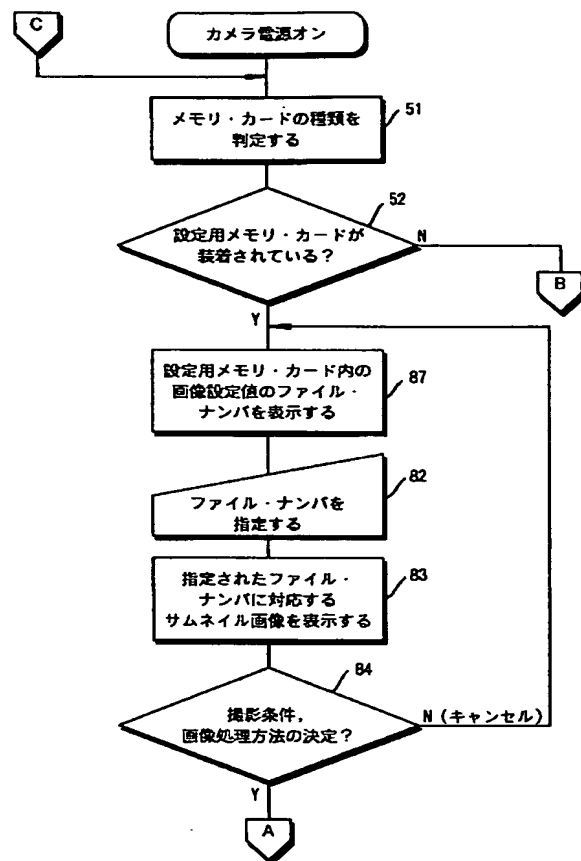 C
カメラ電源オン
メモリ・カードの種類を
判定する
51
設定用メモリ・カードが
装着されている?
52
N
B
Y
設定用メモリ・カード内の
画像設定値のファイル・
ナンバを表示する
87
ファイル・ナンバを
指定する
82
指定されたファイル・
ナンバに対応する
サムネイル画像を表示する
83
撮影条件,
画像処理方法の決定?
84
N(キャンセル)
Y
A